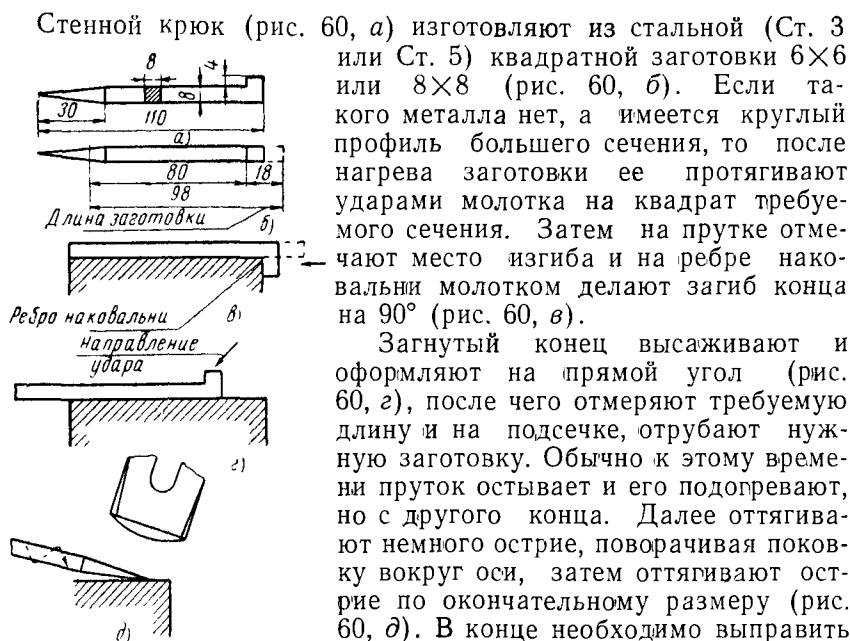 Стенной крюк (рис. 60, а) изготовляют из стальной (Ст. 3
или Ст. 5) квадратной заготовки 6×6
или 8×8 (рис. 60, б). Если та-
кого металла нет, а имеется круглый
профиль большего сечения, то после
нагрева заготовки ее протягивают
ударами молотка на квадрат требуе-
мого сечения. Затем на прутке отме-
чают место изгиба и на ребре нако-
вальни молотком делают загиб конца
на 90° (рис. 60, в).
Загнутый конец высаживают и
оформляют на прямой угол (рис.
60, г), после чего отмеряют требуемую
длину и на подсечке, отрубают нуж-
ную заготовку. Обычно к этому време-
ни пруток остывает и его подогревают,
но с другого конца. Далее оттягива-
ют немного острие, поворачивая поков-
ку вокруг оси, затем оттягивают ост-
рие по окончательному размеру (рис.
60, д). В конце необходимо выправить
8
4
8
30
110
а)
80
18
98
Длина заготовки
б)
Ребро наковальни
в)
Направление
удара
г)
д)